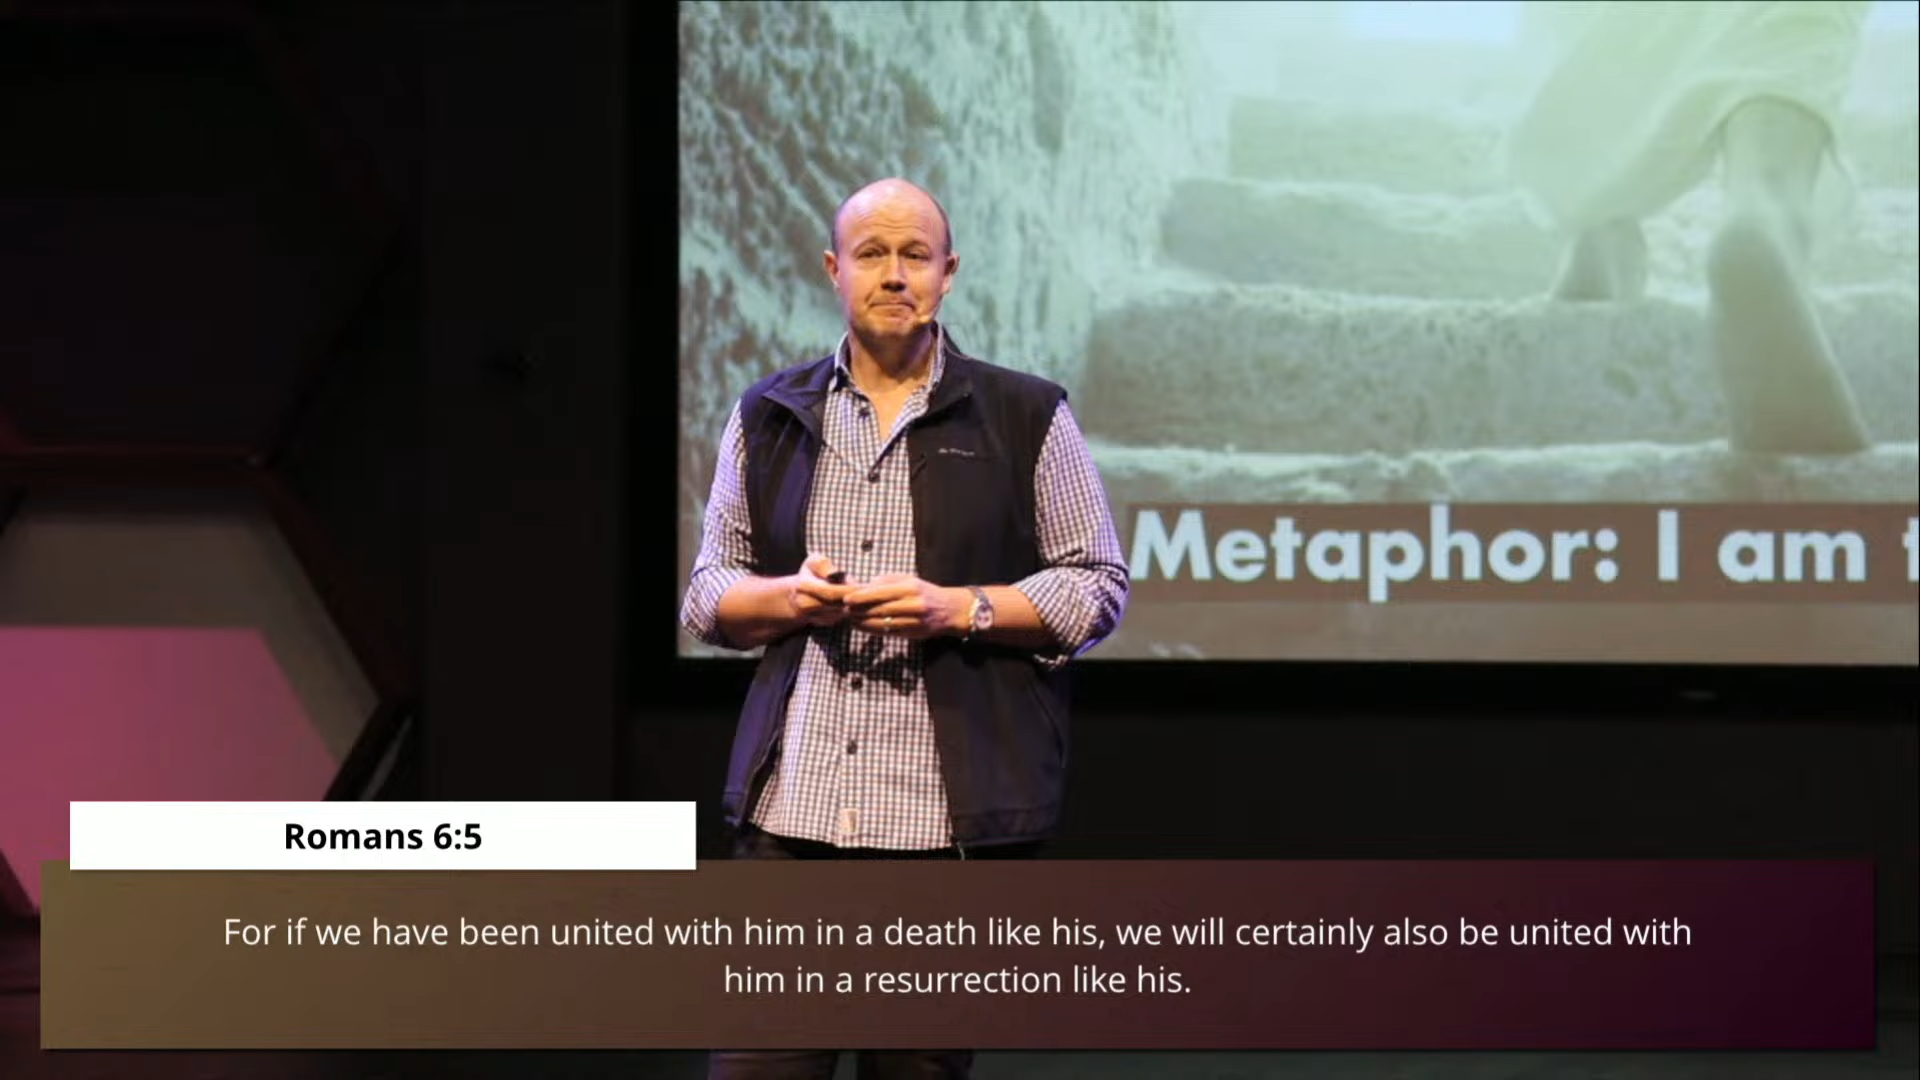 Metaphor: I am
Romans 6:5
For if we have been united with him in a death like his, we will certainly also be united with
him in a resurrection like his.